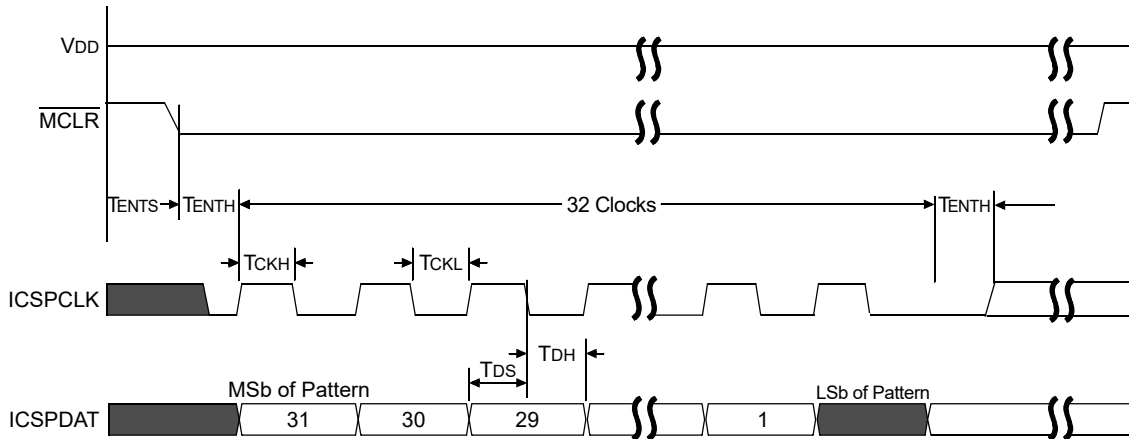 VDD
MCLR
TENTS
TENTH
32 Clocks
TENTH
TCKH
TCKL
ICSPCLK
TDH
TDS
MSb of Pattern
LSb of Pattern
ICSPDAT
31
30
29
1